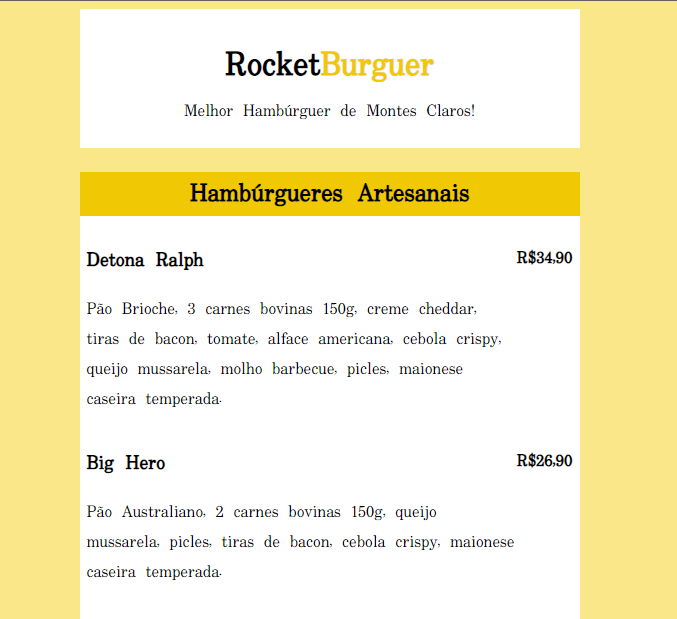 RocketBurguer
Melhor Hambúrguer de Montes Claros!
Hambúrgueres Artesanais
Detona Ralph R$34,90
Pão Brioche, 3 carnes bovinas 150g, creme cheddar,
tiras de bacon, tomate, alface americana, cebola crispy,
queijo mussarela, molho barbecue, picles, maionese
caseira temperada.
Big Hero R$26,90
Pão Australiano, 2 carnes bovinas 150g, queijo
mussarela, picles, tiras de bacon, cebola crispy, maionese
caseira temperada.